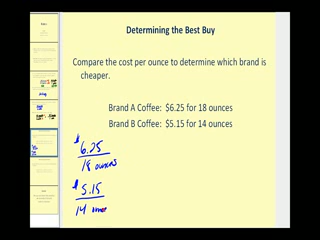 Determining the Best Buy
Compare the cost per ounce to determine which brand is
cheaper.
Brand A Coffee: $6.25 for 18 ounces
Brand B Coffee: $5.15 for 14 ounces
$6.25
18 ounces
$5.15
14